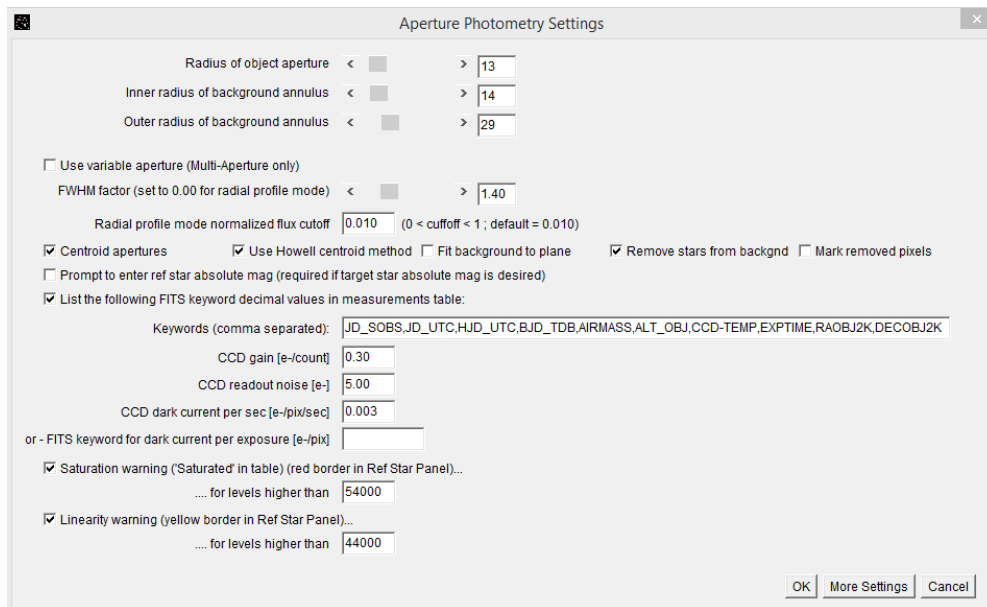 Aperture Photometry Settings
Radius of object aperture < > 13
Inner radius of background annulus < > 14
Outer radius of background annulus < > 29
Use variable aperture (Multi-Aperture only)
FWHM factor (set to 0.00 for radial profile mode) < > 1.40
Radial profile mode normalized flux cutoff 0.010 (0 < cuffoff < 1 ; default = 0.010)
Centroid apertures Use Howell centroid method Fit background to plane Remove stars from backgnd Mark removed pixels
Prompt to enter ref star absolute mag (required if target star absolute mag is desired)
List the following FITS keyword decimal values in measurements table:
Keywords (comma separated): JD_SOBS,JD_UTC,HJD_UTC,BJD_TDB,AIRMASS,ALT_OBJ,CCD-TEMP,EXPTIME,RAOBJ2K,DECOBJ2K
CCD gain [e-/count] 0.30
CCD readout noise [e-] 5.00
CCD dark current per sec [e-/pix/sec] 0.003
or - FITS keyword for dark current per exposure [e-/pix]
Saturation warning ('Saturated' in table) (red border in Ref Star Panel)...
.... for levels higher than 54000
Linearity warning (yellow border in Ref Star Panel)...
.... for levels higher than 44000
OK More Settings Cancel